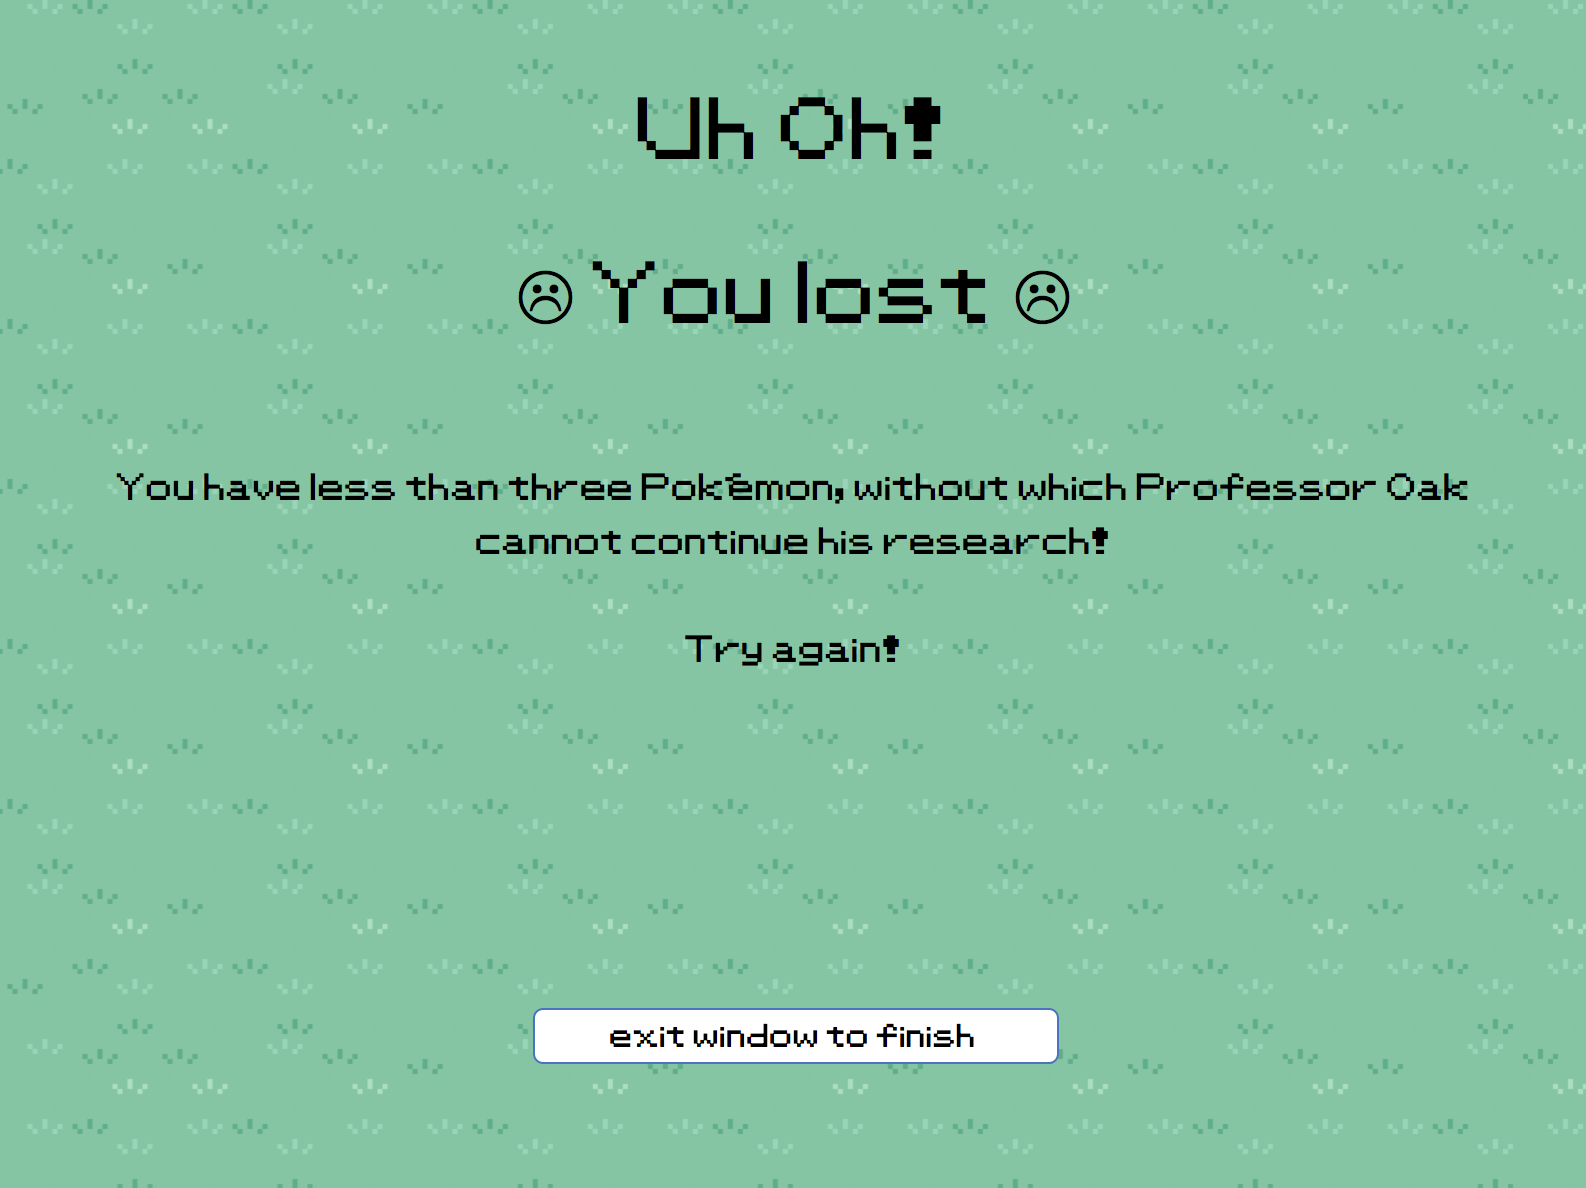 Uh Oh!
☹ You lost ☹
You have less than three Pokémon, without which Professor Oak
cannot continue his research!
Try again!
exit window to finish